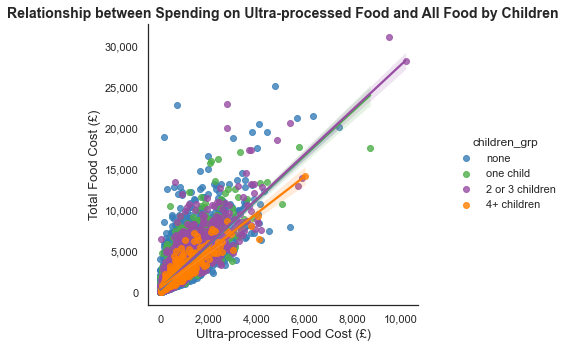 Relationship between Spending on Ultra-processed Food and All Food by Children
30,000
25,000
20,000
15,000
10,000
5,000
0
Total Food Cost (£)
0 2,000 4,000 6,000 8,000 10,000
Ultra-processed Food Cost (£)
children_grp
none
one child
2 or 3 children
4+ children